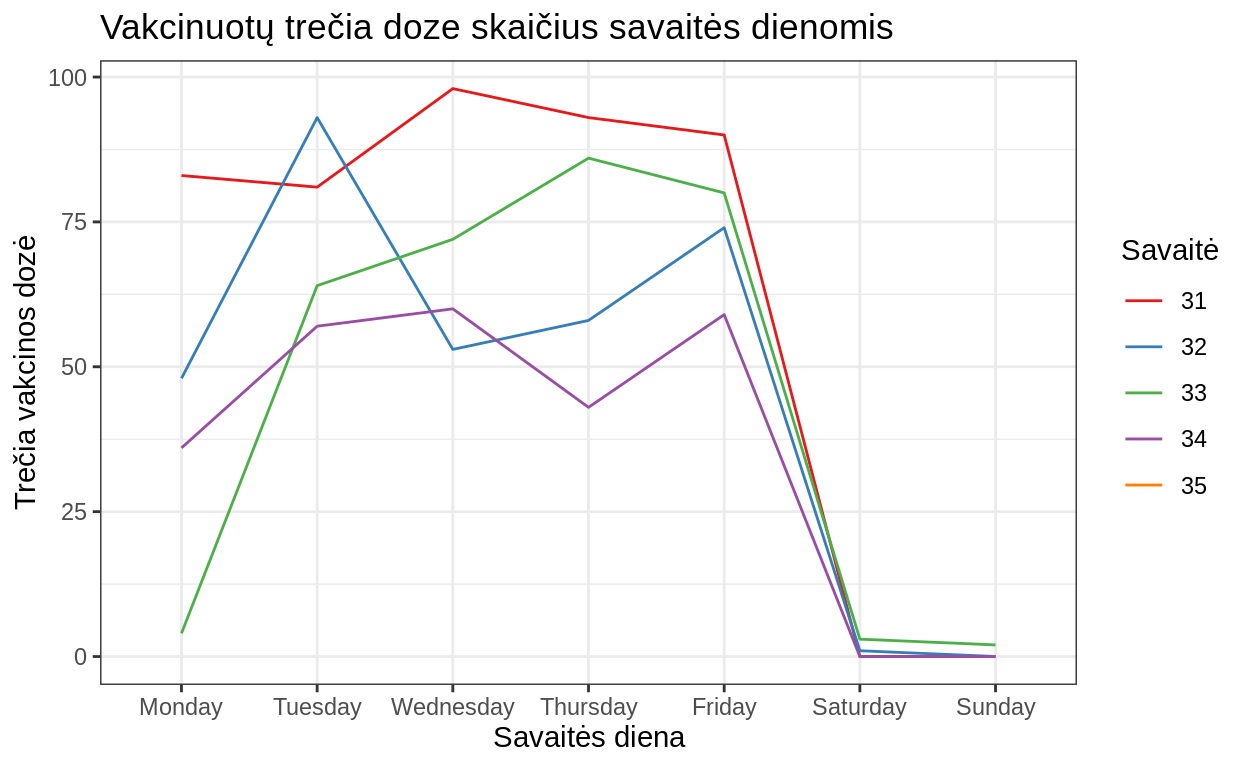 Vakcinuotų trečia doze skaičius savaitės dienomis
Trečia vakcinos dozė
100
75
50
25
0
Monday Tuesday Wednesday Thursday Friday Saturday Sunday
Savaitės diena
Savaitė
31
32
33
34
35